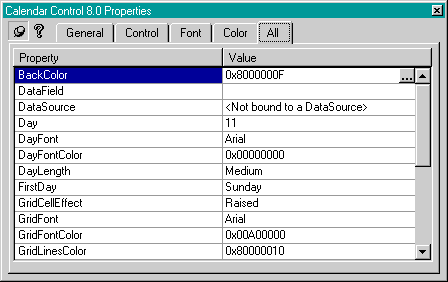 Calendar Control 8.0 Properties
General Control Font Color All
Property Value
BackColor 0x8000000F ...
DataField
DataSource <Not bound to a DataSource>
Day 11
DayFont Arial
DayFontColor 0x00000000
DayLength Medium
FirstDay Sunday
GridCellEffect Raised
GridFont Arial
GridFontColor 0x00A00000
GridLinesColor 0x80000010